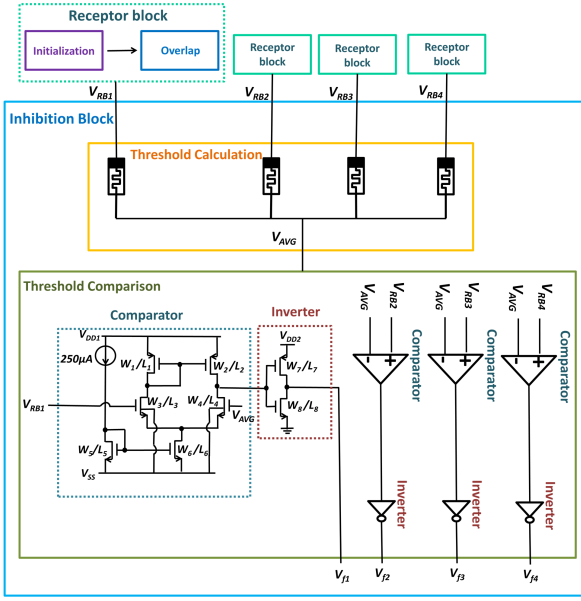 Receptor block
Initialization
Overlap
Receptor
block
Receptor
block
Receptor
block
V_RB1
V_RB2
V_RB3
V_RB4
Inhibition Block
Threshold Calculation
V_AVG
Threshold Comparison
Comparator
Inverter
V_DD1
250μA
W_1/L_1
W_2/L_2
W_3/L_3
W_4/L_4
V_RB1
V_AVG
W_5/L_5
W_6/L_6
V_SS
V_DD2
W_7/L_7
W_8/L_8
V_AVG
V_RB2
V_AVG
V_RB3
V_AVG
V_RB4
- +
- +
- +
Comparator
Comparator
Comparator
Inverter
Inverter
Inverter
V_f1
V_f2
V_f3
V_f4